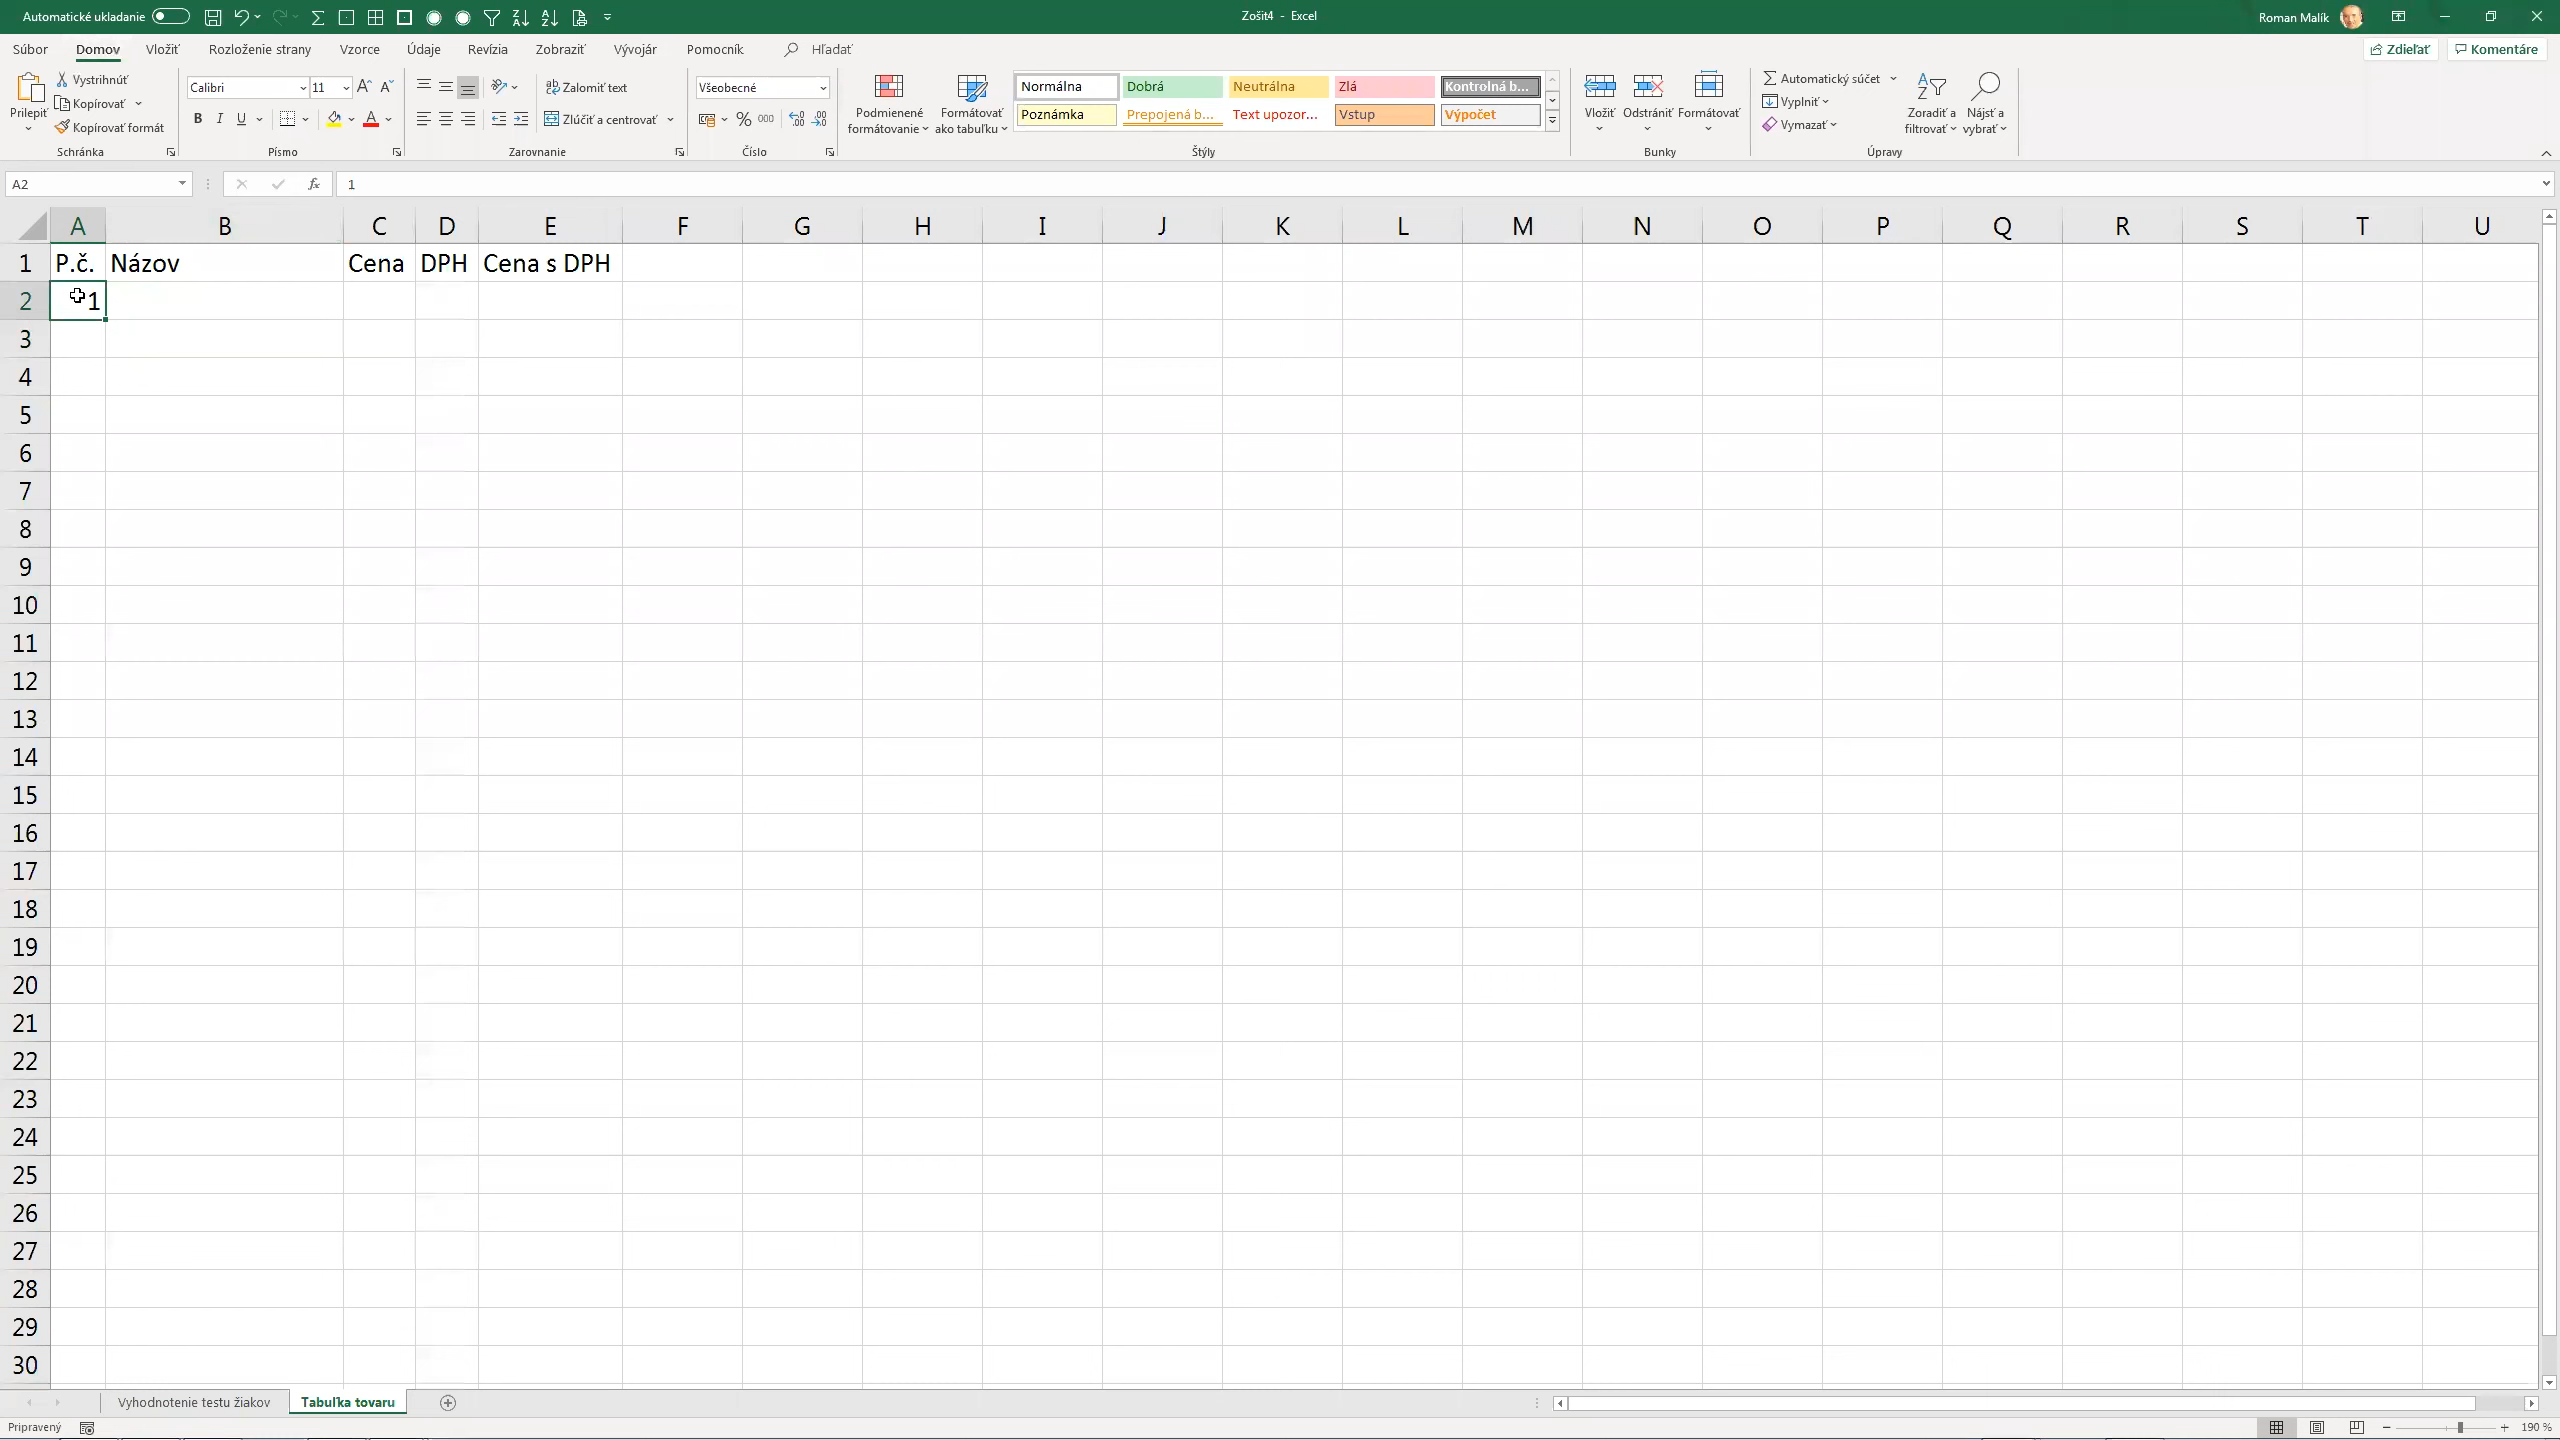 Automatické ukladanie
Zošit4 - Excel
Roman Malík
Súbor Domov Vložiť Rozloženie strany Vzorce Údaje Revízia Zobraziť Vývojár Pomocník Hľadať
Zdieľať Komentáre
Prilepiť
Vystrihnúť
Kopírovať
Kopírovať formát
Schránka
Calibri 11
B I U
Písmo
Zalomiť text
Zlúčiť a centrovať
Zarovnanie
Všeobecné
% 000
Číslo
Podmienené formátovanie
Formátovať ako tabuľku
Normálna Dobrá Neutrálna Zlá Kontrolná b...
Poznámka Prepojená b... Text upozor... Vstup Výpočet
Štýly
Vložiť Odstrániť Formátovať
Bunky
Automatický súčet
Vyplniť
Vymazať
Zoradiť a filtrovať
Nájsť a vybrať
Úpravy
A2 fx 1
A B C D E F G H I J K L M N O P Q R S T U
1 P.č. Názov Cena DPH Cena s DPH
2 1
3
4
5
6
7
8
9
10
11
12
13
14
15
16
17
18
19
20
21
22
23
24
25
26
27
28
29
30
Vyhodnotenie testu žiakov Tabuľka tovaru
Pripravený
190 %